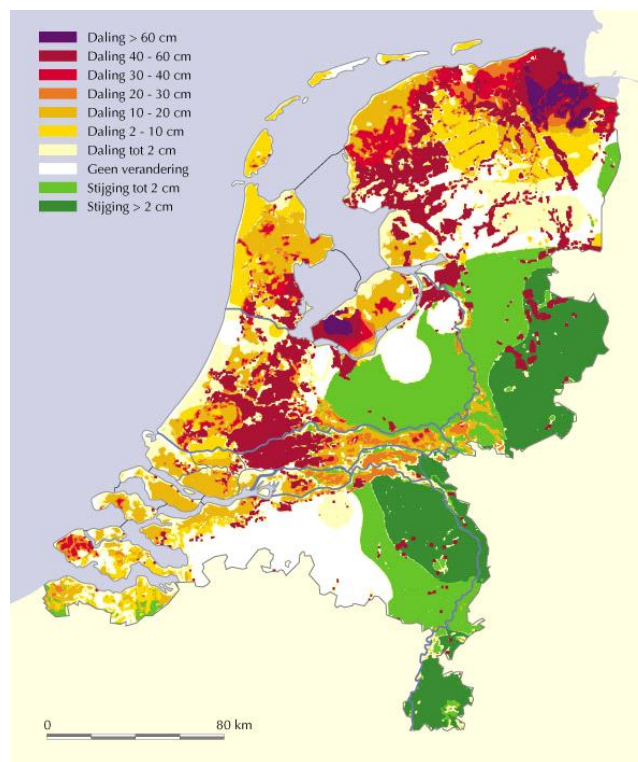 Daling > 60 cm
Daling 40 - 60 cm
Daling 30 - 40 cm
Daling 20 - 30 cm
Daling 10 - 20 cm
Daling 2 - 10 cm
Daling tot 2 cm
Geen verandering
Stijging tot 2 cm
Stijging > 2 cm
0 80 km